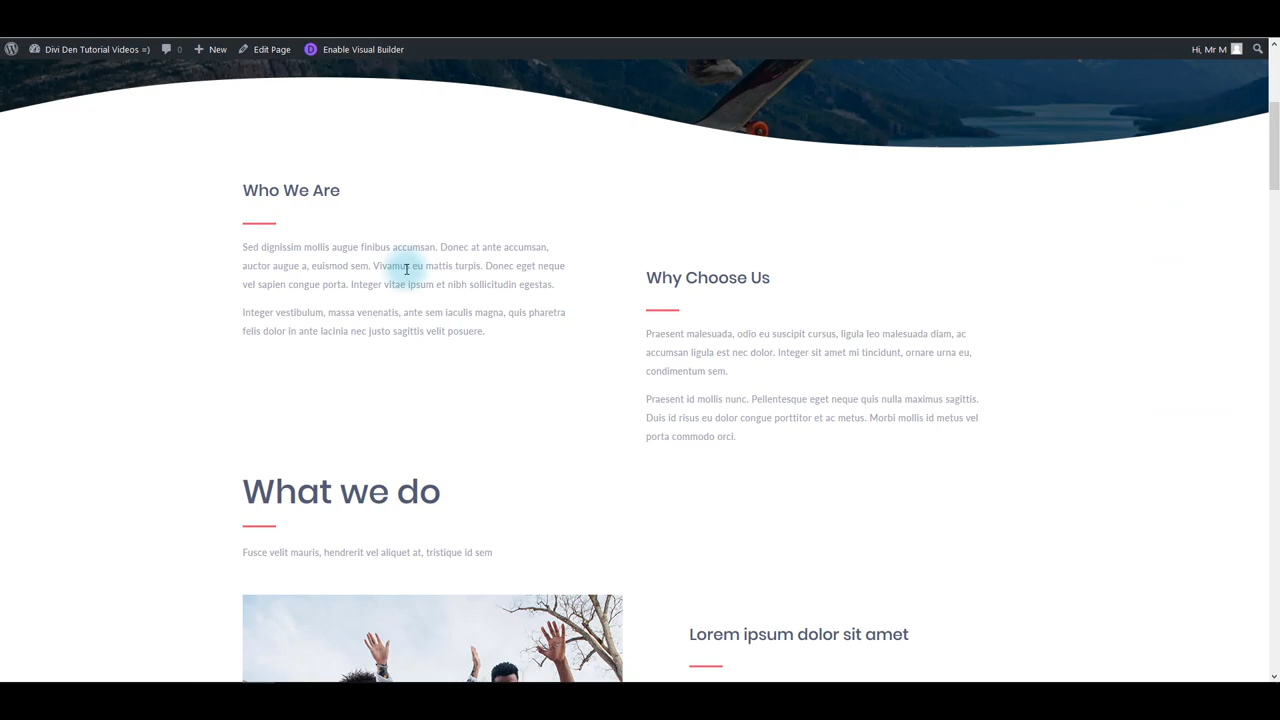 Divi Den Tutorial Videos =) 0 New Edit Page D Enable Visual Builder Hi, Mr M
Who We Are
Sed dignissim mollis augue finibus accumsan. Donec at ante accumsan,
auctor augue a, euismod sem. Vivamus eu mattis turpis. Donec eget neque
vel sapien congue porta. Integer vitae ipsum et nibh sollicitudin egestas.
Integer vestibulum, massa venenatis, ante sem iaculis magna, quis pharetra
felis dolor in ante lacinia nec justo sagittis velit posuere.
Why Choose Us
Praesent malesuada, odio eu suscipit cursus, ligula leo malesuada diam, ac
accumsan ligula est nec dolor. Integer sit amet mi tincidunt, ornare urna eu,
condimentum sem.
Praesent id mollis nunc. Pellentesque eget neque quis nulla maximus sagittis.
Duis id risus eu dolor congue porttitor et ac metus. Morbi mollis id metus vel
porta commodo orci.
What we do
Fusce velit mauris, hendrerit vel aliquet at, tristique id sem
Lorem ipsum dolor sit amet